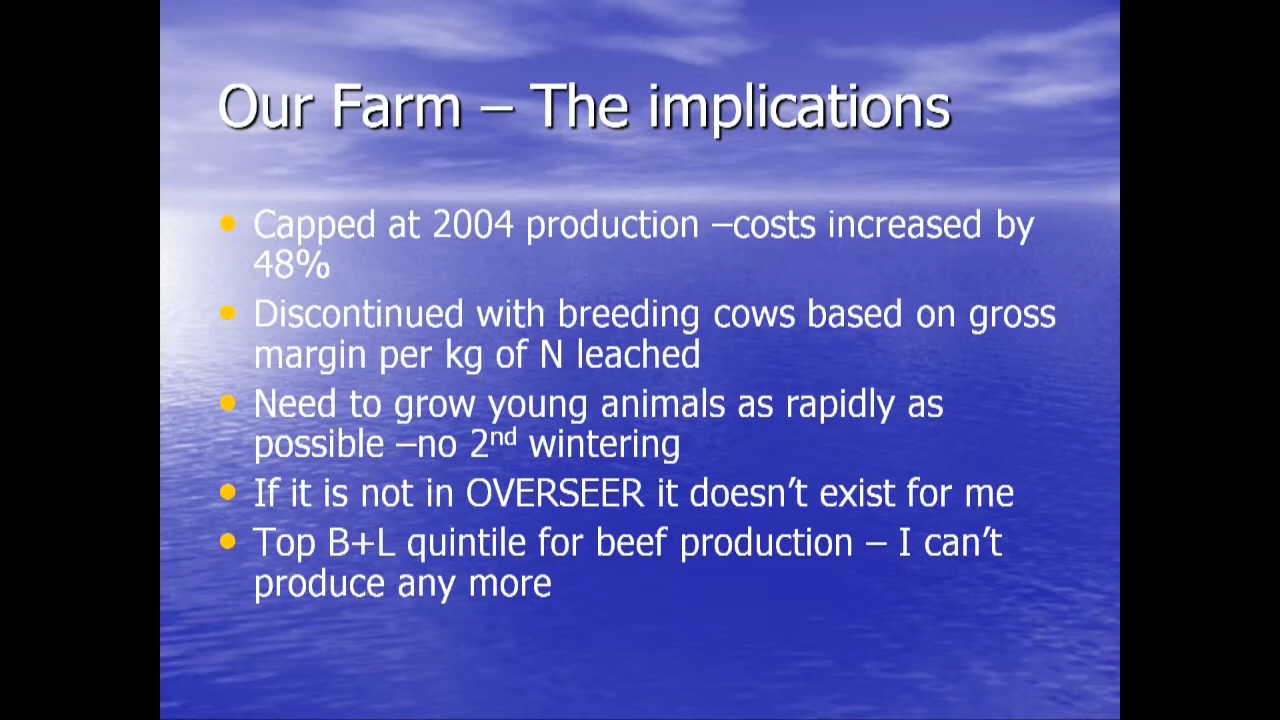 Our Farm – The implications
Capped at 2004 production –costs increased by
48%
Discontinued with breeding cows based on gross
margin per kg of N leached
Need to grow young animals as rapidly as
possible –no 2nd wintering
If it is not in OVERSEER it doesn’t exist for me
Top B+L quintile for beef production – I can’t
produce any more